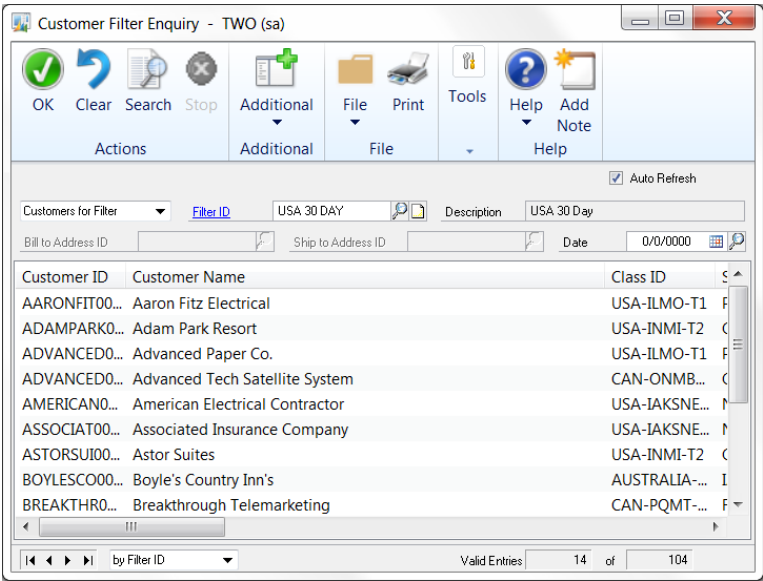 Customer Filter Enquiry - TWO (sa)
OK Clear Search Stop Additional File Print Tools Help Add Note
Actions Additional File Help
Auto Refresh
Customers for Filter Filter ID USA 30 DAY Description USA 30 Day
Bill to Address ID Ship to Address ID Date 0/0/0000
Customer ID Customer Name Class ID S
AARONFIT00... Aaron Fitz Electrical USA-ILMO-T1
ADAMPARK0... Adam Park Resort USA-INMI-T2
ADVANCED0... Advanced Paper Co. USA-ILMO-T1
ADVANCED0... Advanced Tech Satellite System CAN-ONMB...
AMERICAN0... American Electrical Contractor USA-IAKSNE...
ASSOCIAT00... Associated Insurance Company USA-IAKSNE...
ASTORSUI00... Astor Suites USA-INMI-T2
BOYLESCO00... Boyle's Country Inn's AUSTRALIA-...
BREAKTHR0... Breakthrough Telemarketing CAN-PQMT-...
by Filter ID Valid Entries 14 of 104